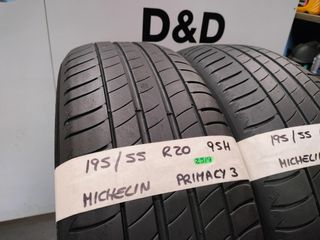 D&D
195/55 R20 95H
2519
MICHELIN PRIMACY 3
195/55
MICHELIN